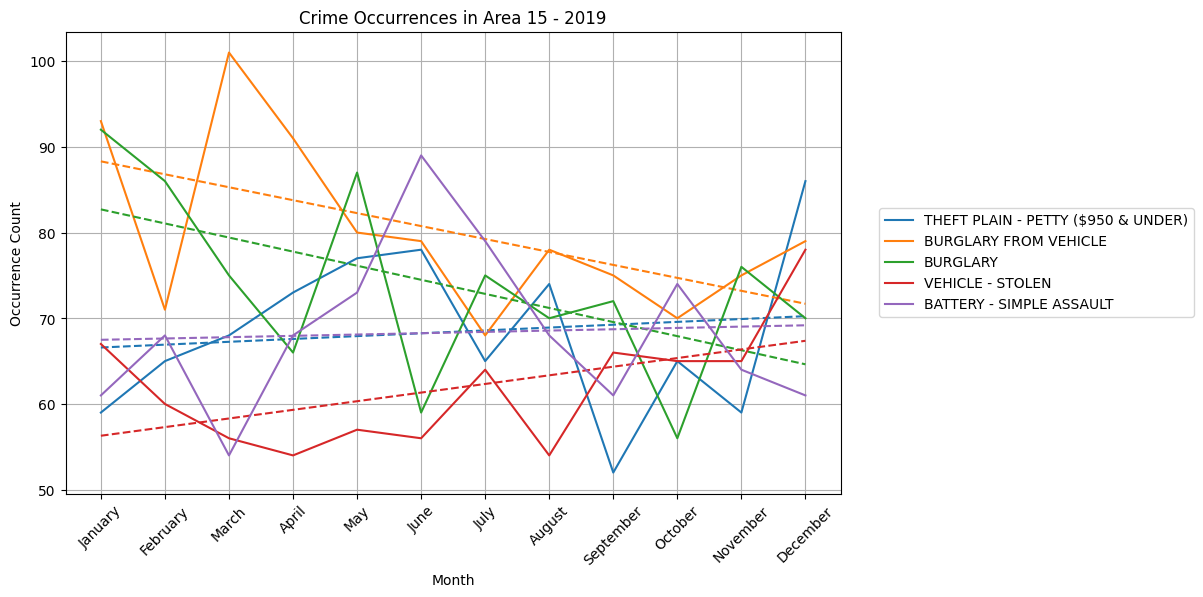 Crime Occurrences in Area 15 - 2019
Occurrence Count
100
90
80
70
60
50
January
February
March
April
May
June
July
August
September
October
November
December
Month
THEFT PLAIN - PETTY ($950 & UNDER)
BURGLARY FROM VEHICLE
BURGLARY
VEHICLE - STOLEN
BATTERY - SIMPLE ASSAULT